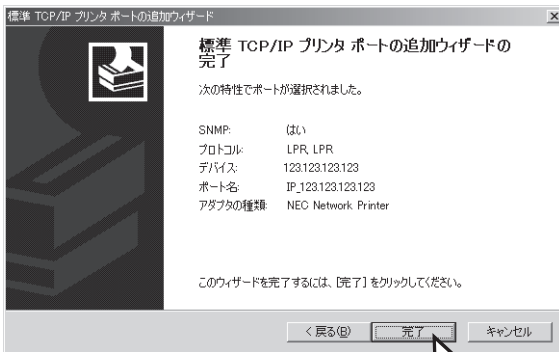 標準 TCP/IP プリンタ ポートの追加ウィザード
標準 TCP/IP プリンタ ポートの追加ウィザードの
完了
次の特性でポートが選択されました。
SNMP: はい
プロトコル: LPR, LPR
デバイス: 123.123.123.123
ポート名: IP_123.123.123.123
アダプタの種類: NEC Network Printer
このウィザードを完了するには、[完了] をクリックしてください。
< 戻る(B) 完了 キャンセル